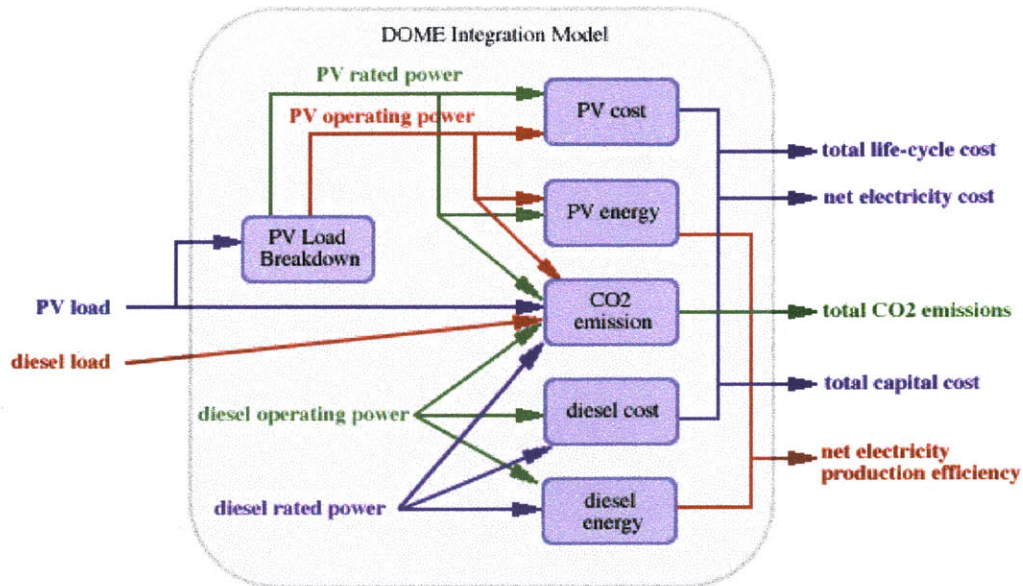 DOME Integration Model
PV rated power
PV cost
PV operating power
total life-cycle cost
net electricity cost
PV energy
PV Load
Breakdown
PV load
CO2
emission
total CO2 emissions
diesel load
total capital cost
diesel operating power
diesel cost
net electricity
production efficiency
diesel rated power
diesel
energy